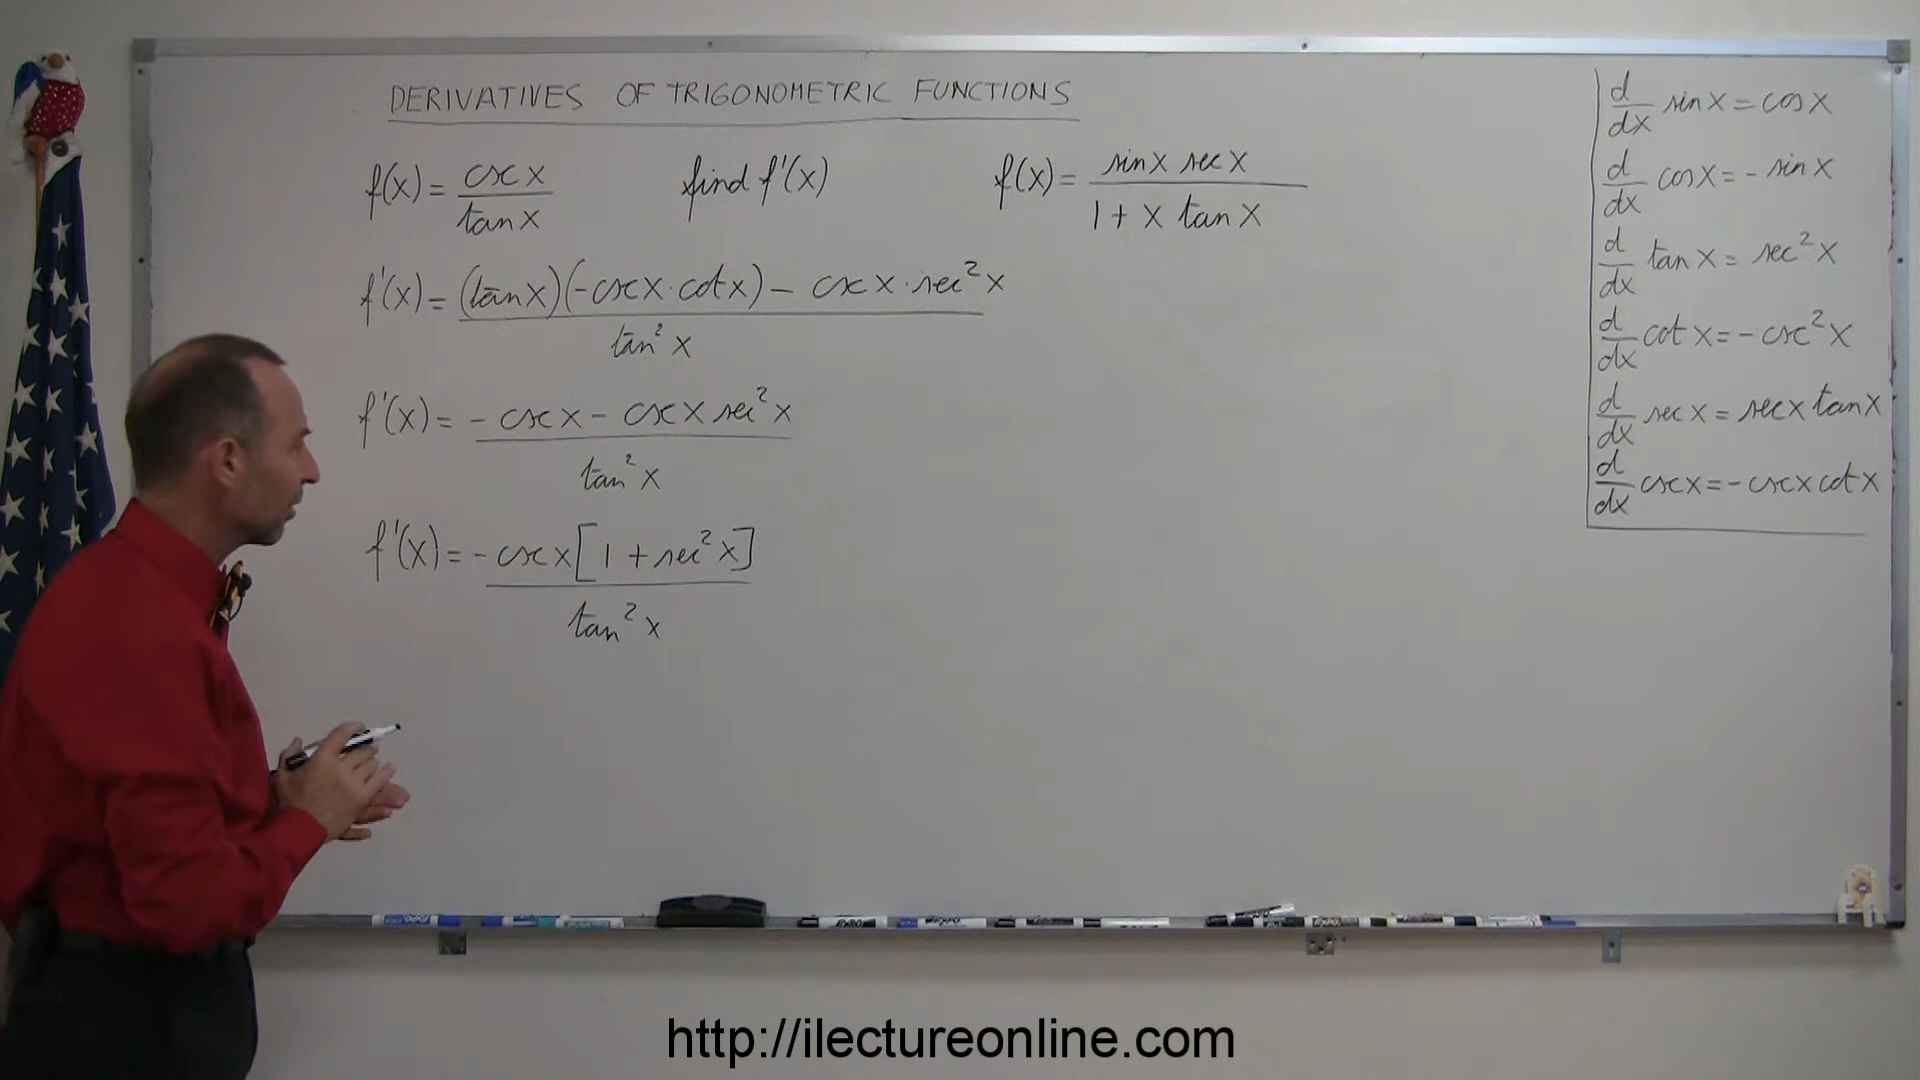 DERIVATIVES OF TRIGONOMETRIC FUNCTIONS
f(x) = csc x / tan x find f'(x) f(x) = sin x sec x / 1 + x tan x
f'(x) = (tan x)(-csc x · cot x) - csc x · sec² x / tan² x
f'(x) = - csc x - csc x sec² x / tan² x
f'(x) = - csc x [1 + sec² x] / tan² x
d/dx sin x = cos x
d/dx cos x = - sin x
d/dx tan x = sec² x
d/dx cot x = - csc² x
d/dx sec x = sec x tan x
d/dx csc x = - csc x cot x
http://ilectureonline.com